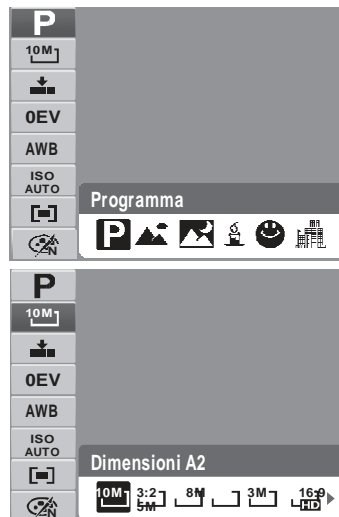 P
10M
0EV
AWB
ISO
AUTO
N
Programma
P
P
10M
0EV
AWB
ISO
AUTO
N
Dimensioni A2
10M 3:2 8M 3M 16:9
HD